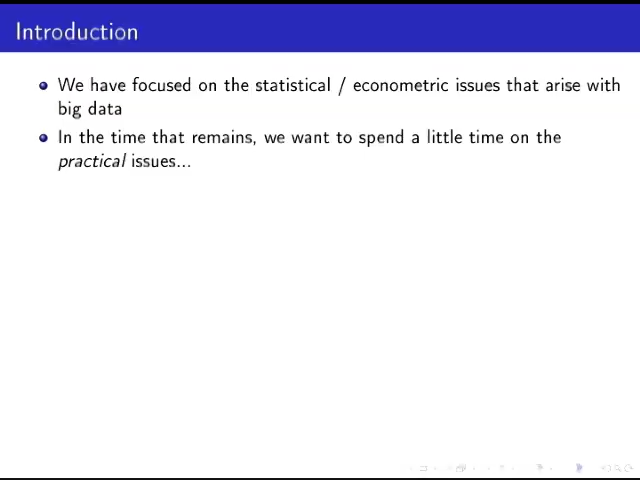 Introduction
We have focused on the statistical / econometric issues that arise with
big data
In the time that remains, we want to spend a little time on the
practical issues...